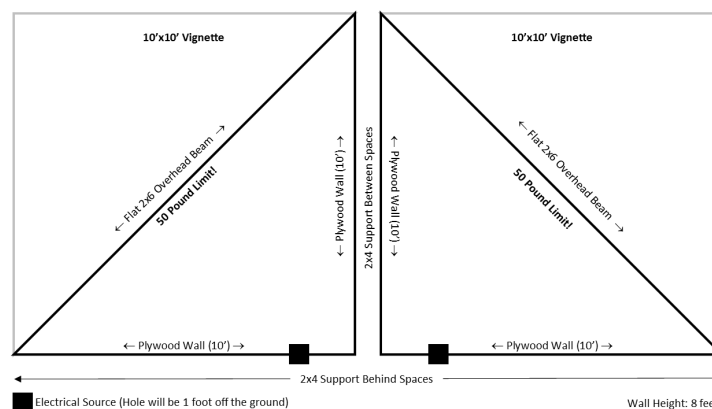 10'x10' Vignette
← Flat 2x6 Overhead Beam →
50 Pound Limit!
← Plywood Wall (10') →
← Plywood Wall (10') →
2x4 Support Between Spaces
10'x10' Vignette
← Plywood Wall (10') →
← Flat 2x6 Overhead Beam →
50 Pound Limit!
← Plywood Wall (10') →
2x4 Support Behind Spaces
Electrical Source (Hole will be 1 foot off the ground)
Wall Height: 8 fee